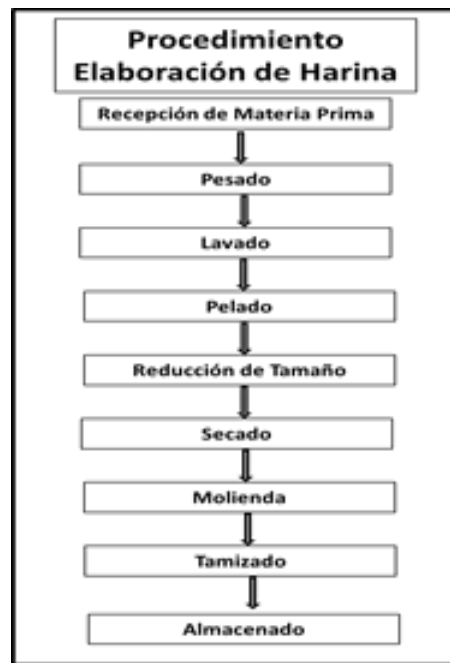 Procedimiento
Elaboración de Harina
Recepción de Materia Prima
Pesado
Lavado
Pelado
Reducción de Tamaño
Secado
Molienda
Tamizado
Almacenado